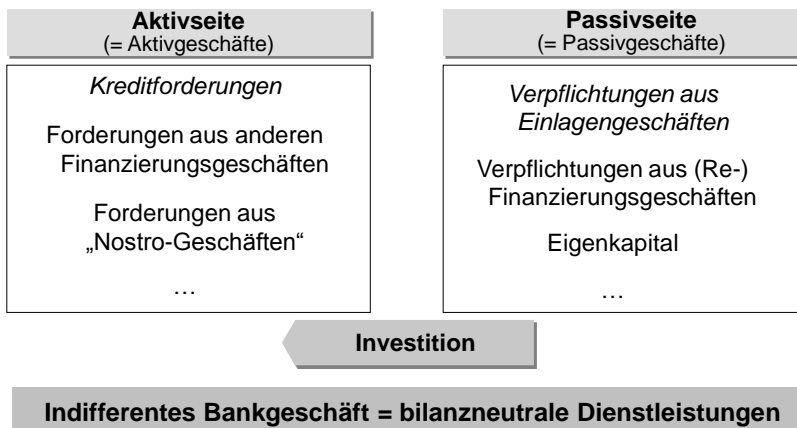 Aktivseite
(= Aktivgeschäfte)
Kreditforderungen
Forderungen aus anderen
Finanzierungsgeschäften
Forderungen aus
„Nostro-Geschäften“
…
Passivseite
(= Passivgeschäfte)
Verpflichtungen aus
Einlagengeschäften
Verpflichtungen aus (Re-)
Finanzierungsgeschäften
Eigenkapital
…
Investition
Indifferentes Bankgeschäft = bilanzneutrale Dienstleistungen